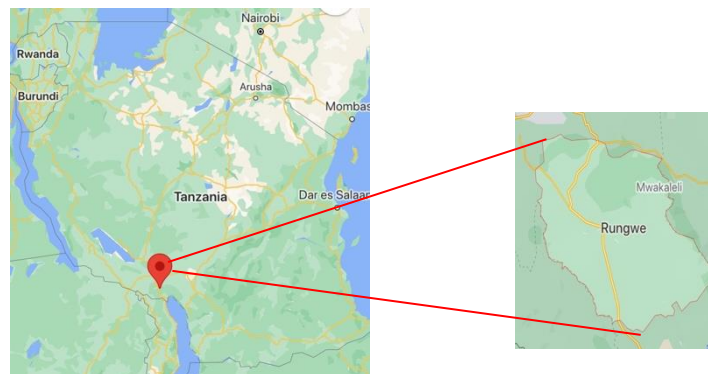 Nairobi
Rwanda
Burundi
Arusha
Mombas
Tanzania
Dar es Salaar
Mwakaleli
Rungwe